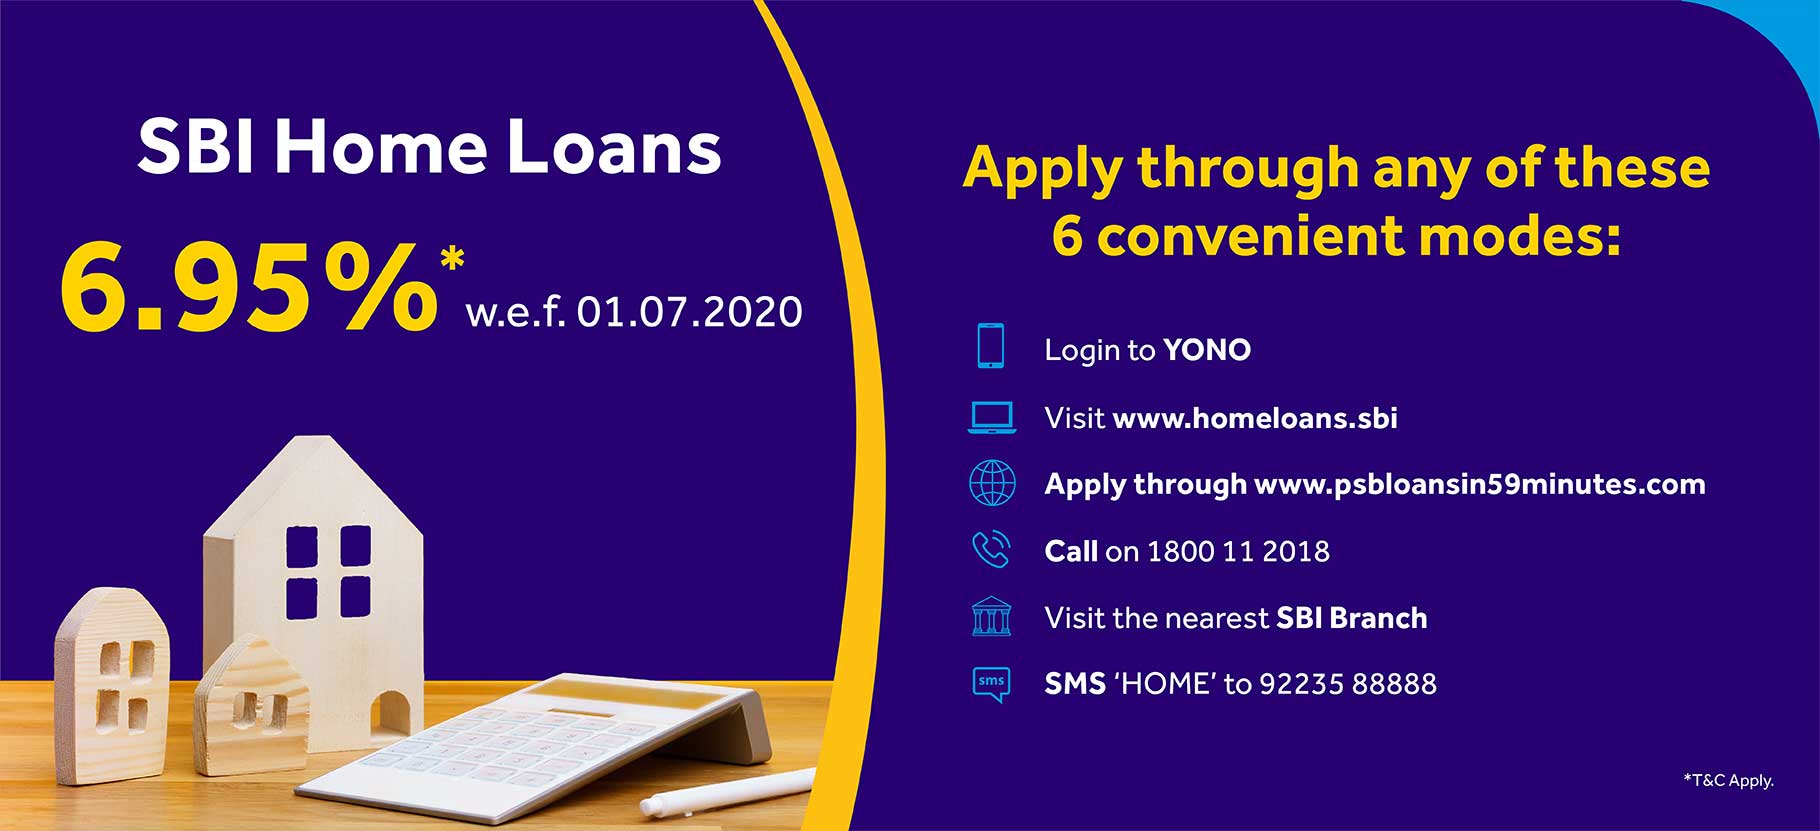 SBI Home Loans
6.95%* w.e.f. 01.07.2020
Apply through any of these
6 convenient modes:
Login to YONO
Visit www.homeloans.sbi
Apply through www.psbloansin59minutes.com
Call on 1800 11 2018
Visit the nearest SBI Branch
sms SMS ‘HOME’ to 92235 88888
*T&C Apply.